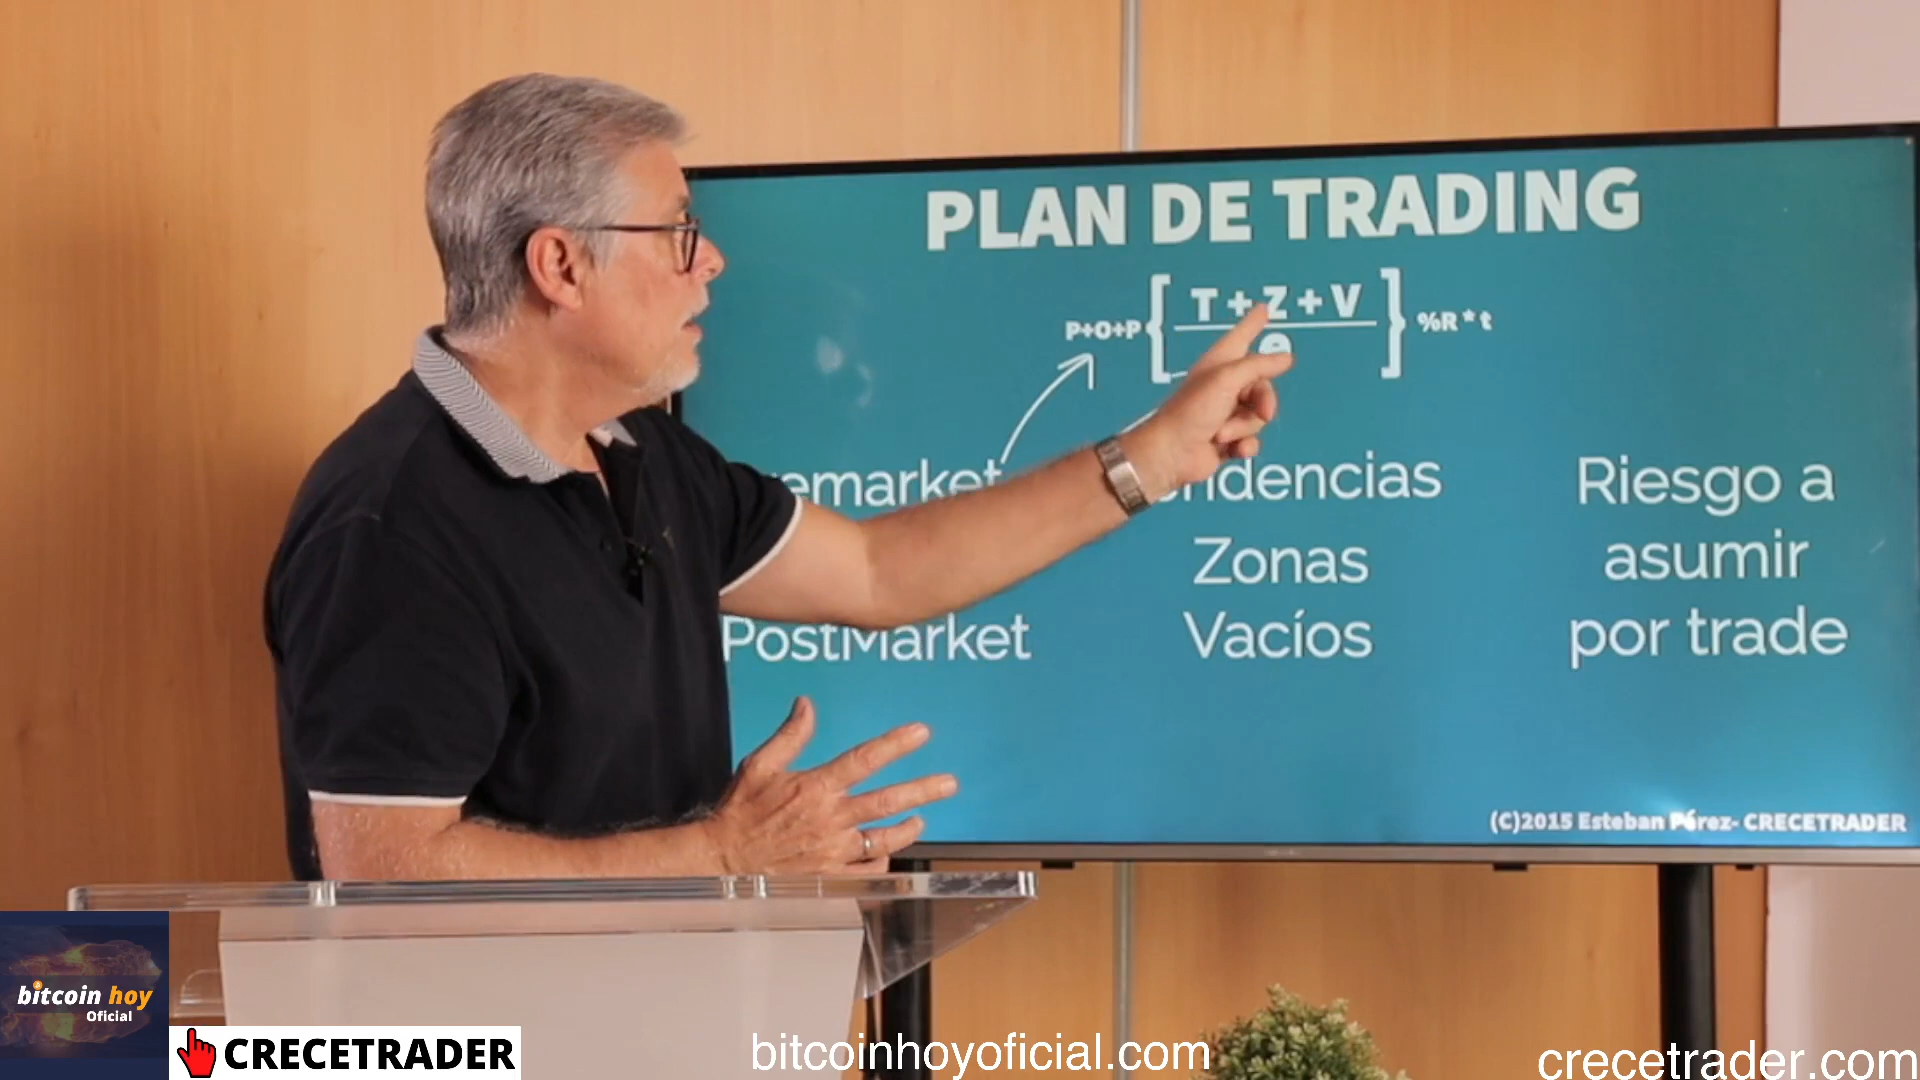 PLAN DE TRADING
P+O+P { T + Z + V } %R * t
e
Riesgo a
Zonas
asumir
PostMarket
Vacíos
por trade
(C)2015 Esteban Pérez- CRECETRADER
bitcoin hoy
Oficial
CRECETRADER
bitcoinhoyoficial.com
crecetrader.com